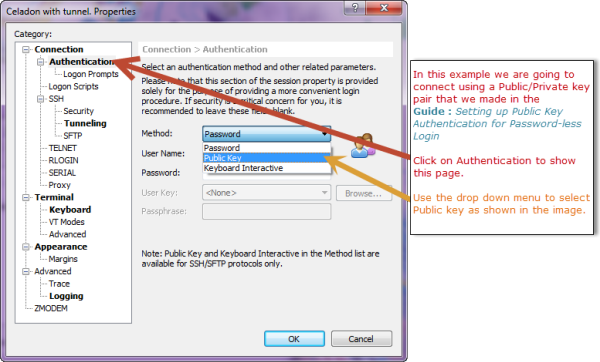 Celadon with tunnel. Properties
?
Category:
Connection
Authentication
Logon Prompts
Logon Scripts
SSH
Security
Tunneling
SFTP
TELNET
RLOGIN
SERIAL
Proxy
Terminal
Keyboard
VT Modes
Advanced
Appearance
Margins
Advanced
Trace
Logging
ZMODEM
Connection > Authentication
Select an authentication method and other related parameters.
Please note that this section of the session property is provided
solely for the purpose of providing a more convenient login
procedure. If security is critical concern for you, it is
recommended to leave these fields blank.
Method:
Password
Password
Public Key
Keyboard Interactive
User Name:
Password:
User Key:
<None>
Browse...
Passphrase:
Note: Public Key and Keyboard Interactive in the Method list are
available for SSH/SFTP protocols only.
OK
Cancel
In this example we are going to
connect using a Public/Private key
pair that we made in the
Guide : Setting up Public Key
Authentication for Password-less
Login
Click on Authentication to show
this page.
Use the drop down menu to select
Public key as shown in the image.